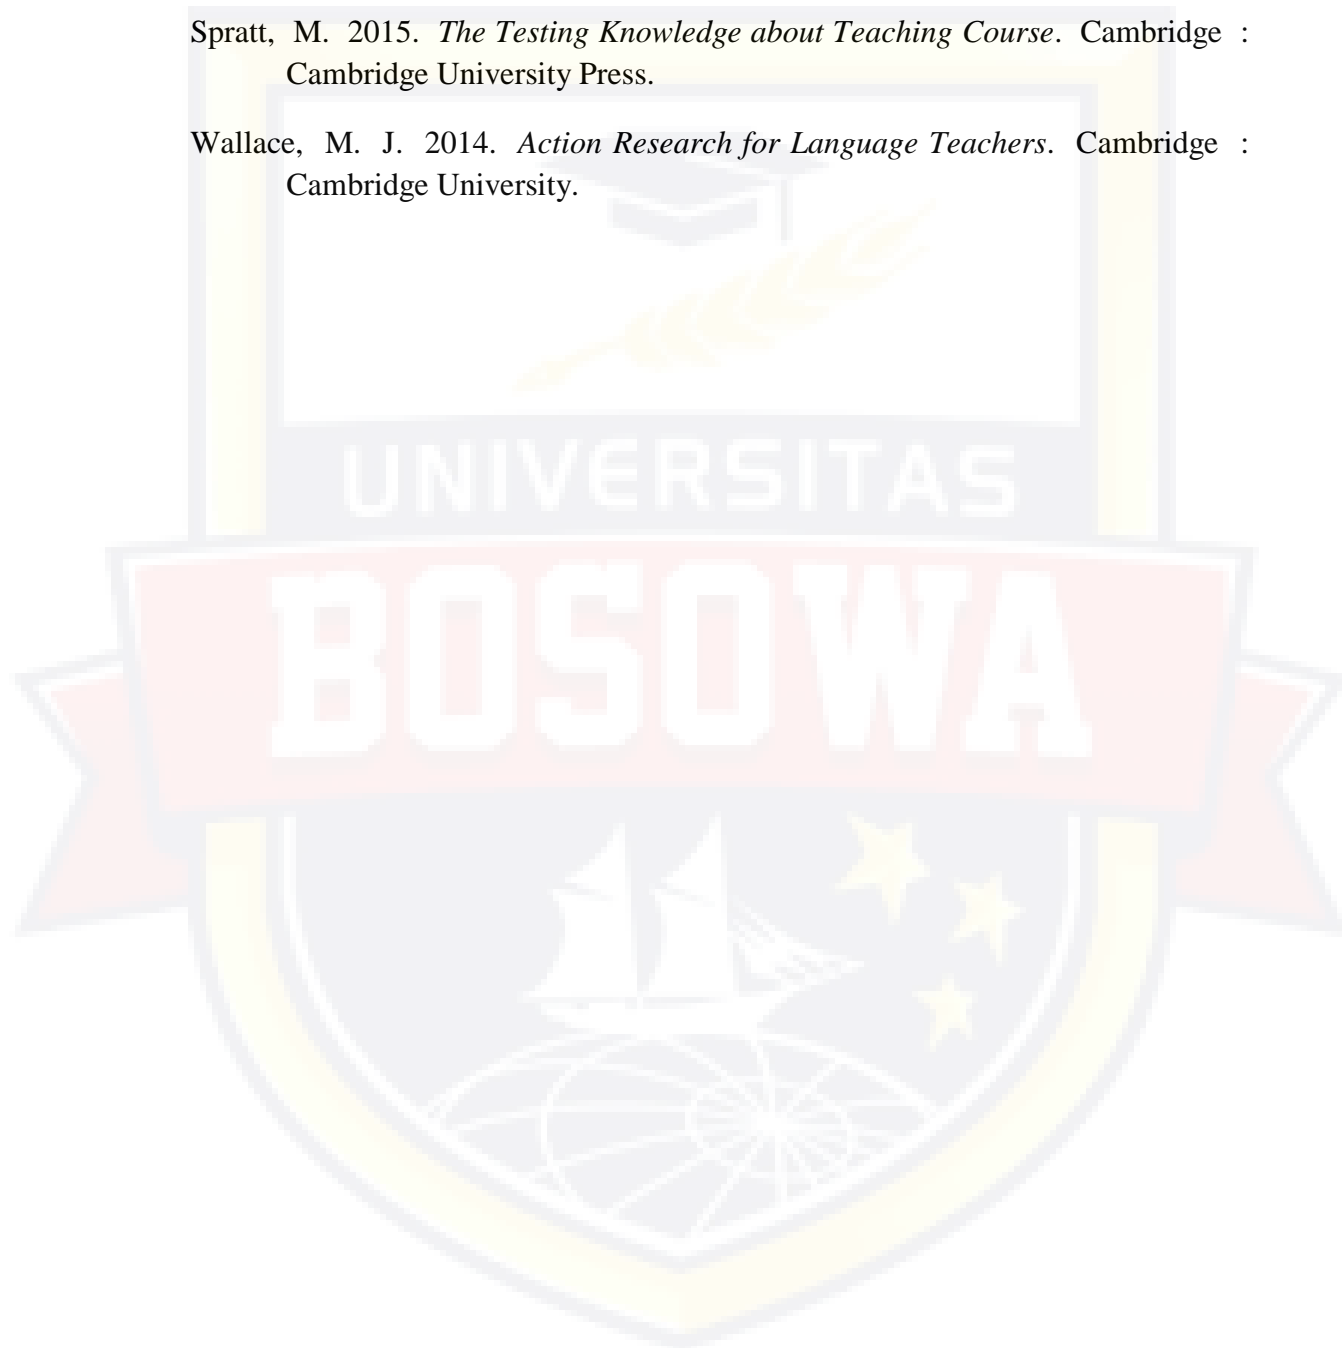 Spratt, M. 2015. The Testing Knowledge about Teaching Course. Cambridge :
Cambridge University Press.
Wallace, M. J. 2014. Action Research for Language Teachers. Cambridge :
Cambridge University.
UNIVERSITAS
BOSOWA